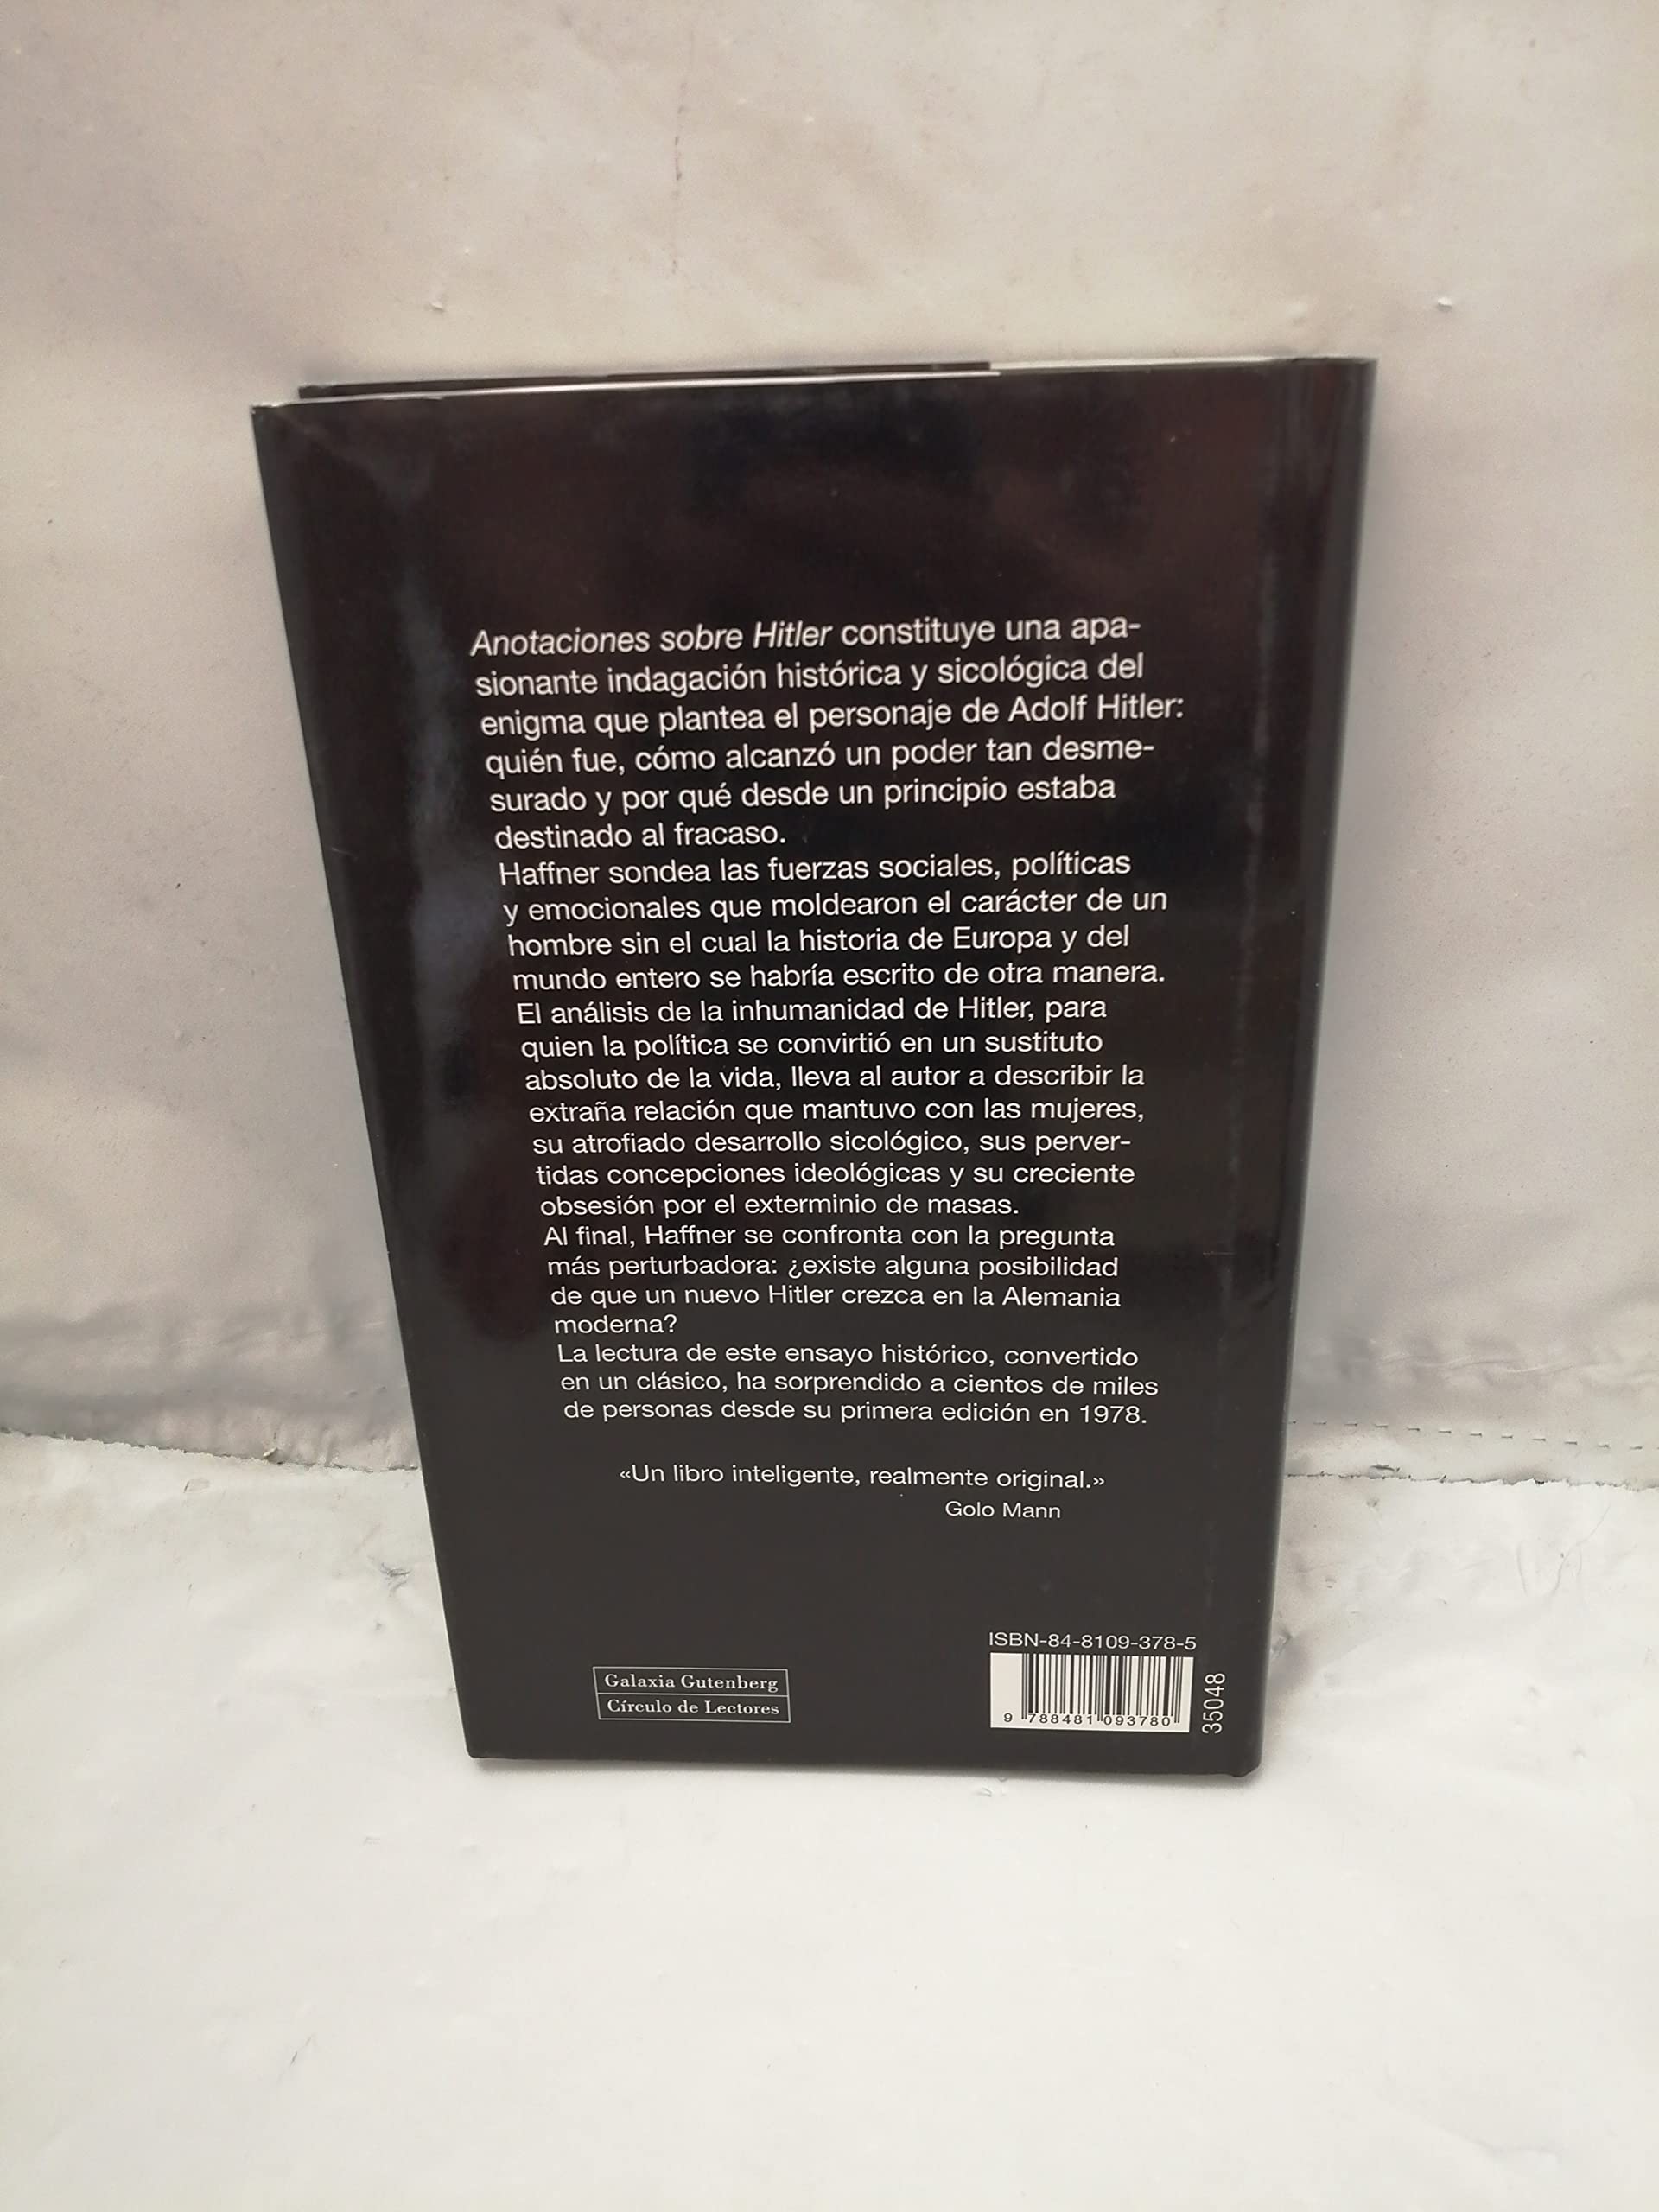 Anotaciones sobre Hitler constituye una apa-
sionante indagación histórica y sicológica del
enigma que plantea el personaje de Adolf Hitler:
quién fue, cómo alcanzó un poder tan desme-
surado y por qué desde un principio estaba
destinado al fracaso.
Haffner sondea las fuerzas sociales, políticas
y emocionales que moldearon el carácter de un
hombre sin el cual la historia de Europa y del
mundo entero se habría escrito de otra manera.
El análisis de la inhumanidad de Hitler, para
quien la política se convirtió en un sustituto
absoluto de la vida, lleva al autor a describir la
extraña relación que mantuvo con las mujeres,
su atrofiado desarrollo sicológico, sus perver-
tidas concepciones ideológicas y su creciente
obsesión por el exterminio de masas.
Al final, Haffner se confronta con la pregunta
más perturbadora: ¿existe alguna posibilidad
de que un nuevo Hitler crezca en la Alemania
moderna?
La lectura de este ensayo histórico, convertido
en un clásico, ha sorprendido a cientos de miles
de personas desde su primera edición en 1978.
«Un libro inteligente, realmente original.»
Golo Mann
Galaxia Gutenberg
Círculo de Lectores
ISBN-84-8109-378-5
9 788481 093780
35048